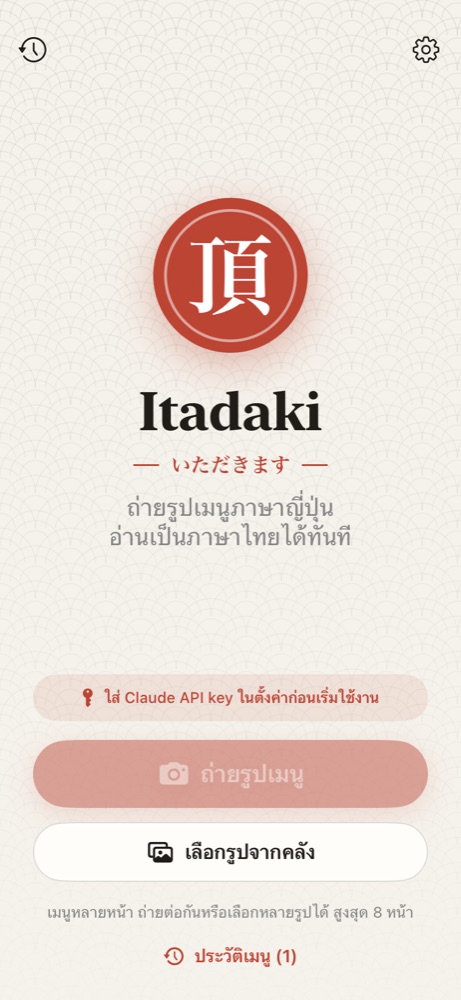 頂
Itadaki
いただきます
ถ่ายรูปเมนูภาษาญี่ปุ่น
อ่านเป็นภาษาไทยได้ทันที
ใส่ Claude API key ในตั้งค่าก่อนเริ่มใช้งาน
ถ่ายรูปเมนู
เลือกรูปจากคลัง
เมนูหลายหน้า ถ่ายต่อกันหรือเลือกหลายรูปได้ สูงสุด 8 หน้า
ประวัติเมนู (1)